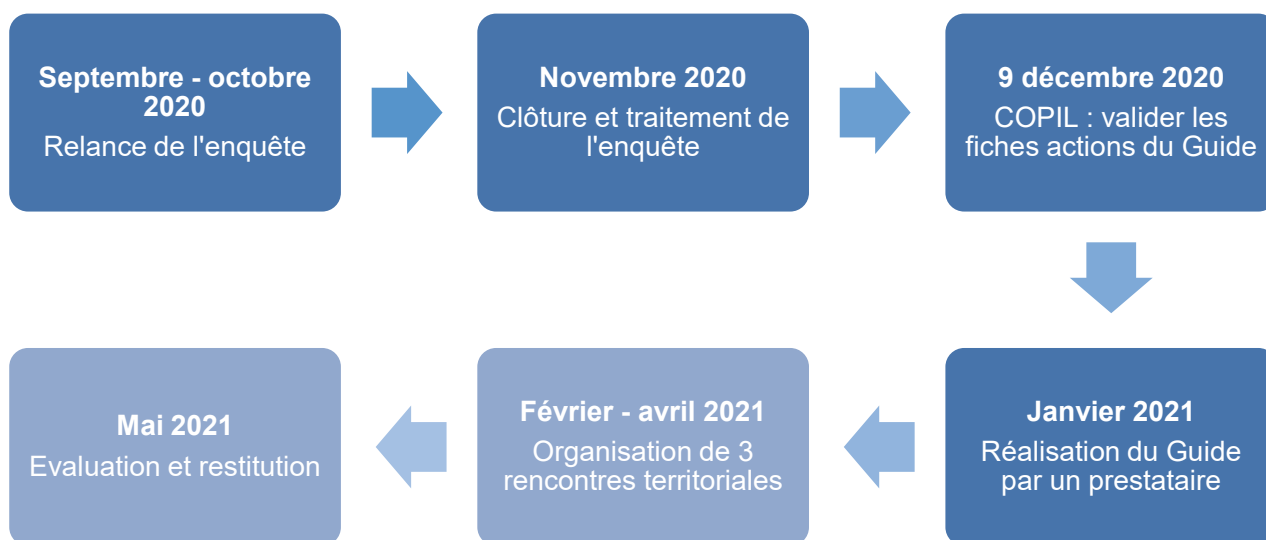 Septembre - octobre
2020
Relance de l'enquête
Novembre 2020
Clôture et traitement de
l'enquête
9 décembre 2020
COPIL : valider les
fiches actions du Guide
Janvier 2021
Réalisation du Guide
par un prestataire
Février - avril 2021
Organisation de 3
rencontres territoriales
Mai 2021
Evaluation et restitution